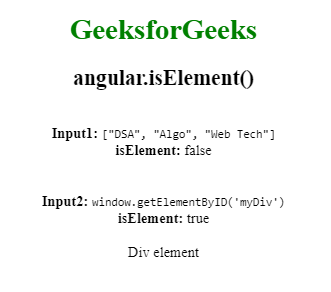 GeeksforGeeks
angular.isElement()
Input1: ["DSA", "Algo", "Web Tech"]
isElement: false
Input2: window.getElementByID('myDiv')
isElement: true
Div element